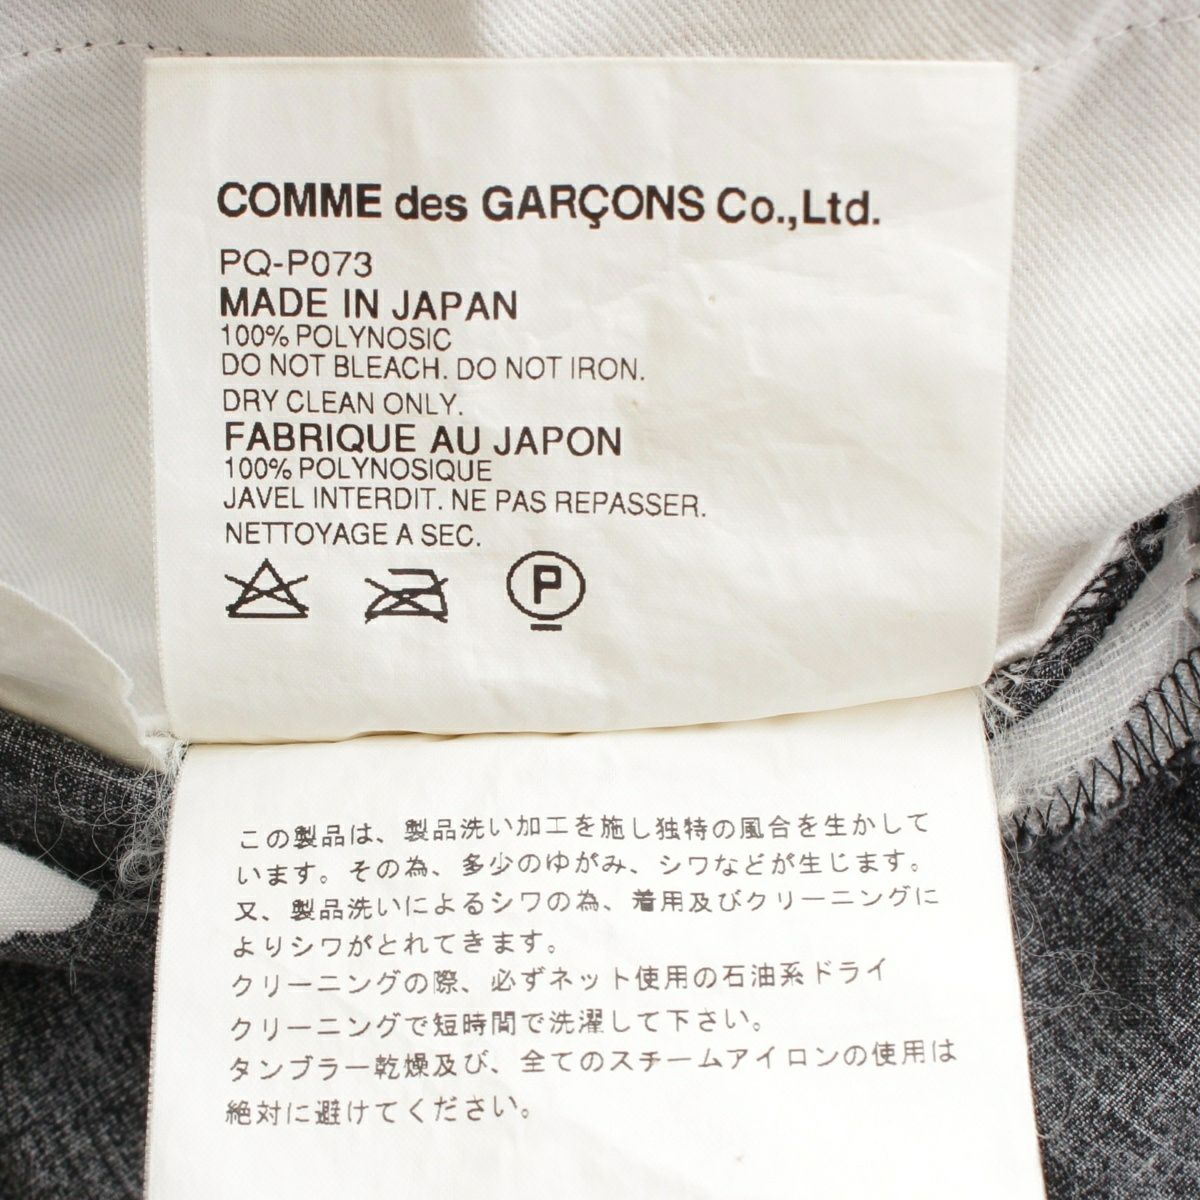 COMME des GARÇONS Co.,Ltd.
PQ-P073
MADE IN JAPAN
100% POLYNOSIC
DO NOT BLEACH. DO NOT IRON.
DRY CLEAN ONLY.
FABRIQUE AU JAPON
100% POLYNOSIQUE
JAVEL INTERDIT. NE PAS REPASSER.
NETTOYAGE A SEC.
P
この製品は、製品洗い加工を施し独特の風合を生かして
います。その為、多少のゆがみ、シワなどが生じます。
又、製品洗いによるシワの為、着用及びクリーニングに
よりシワがとれてきます。
クリーニングの際、必ずネット使用の石油系ドライ
クリーニングで短時間で洗濯して下さい。
タンブラー乾燥及び、全てのスチームアイロンの使用は
絶対に避けてください。